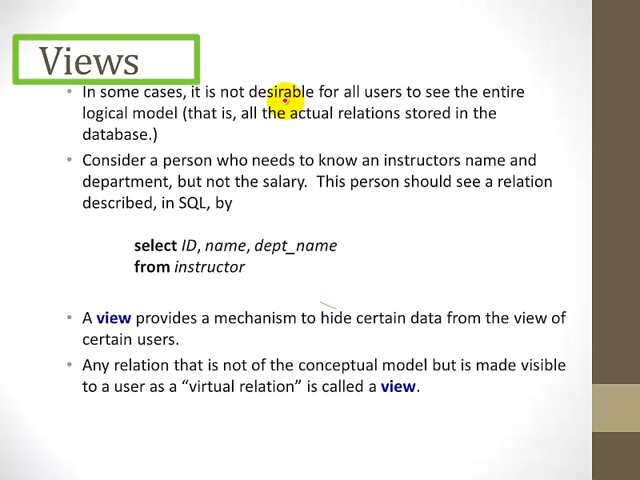 Views
In some cases, it is not desirable for all users to see the entire
logical model (that is, all the actual relations stored in the
database.)
Consider a person who needs to know an instructors name and
department, but not the salary. This person should see a relation
described, in SQL, by
select ID, name, dept_name
from instructor
A view provides a mechanism to hide certain data from the view of
certain users.
Any relation that is not of the conceptual model but is made visible
to a user as a “virtual relation” is called a view.